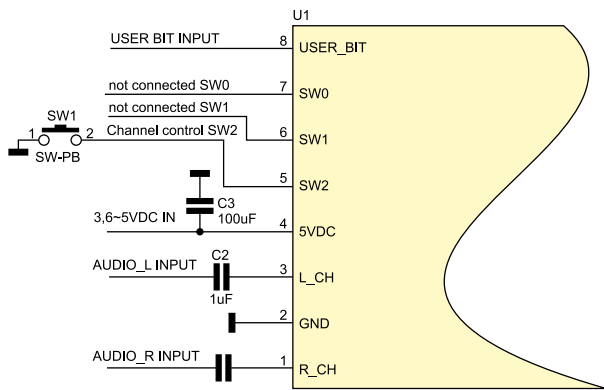 U1
USER BIT INPUT 8 USER_BIT
not connected SW0 7 SW0
not connected SW1
SW1
1 2 Channel control SW2 6 SW1
SW-PB
5 SW2
C3
100uF
3,6~5VDC IN 4 5VDC
C2
AUDIO_L INPUT 3 L_CH
1uF
2 GND
AUDIO_R INPUT 1 R_CH